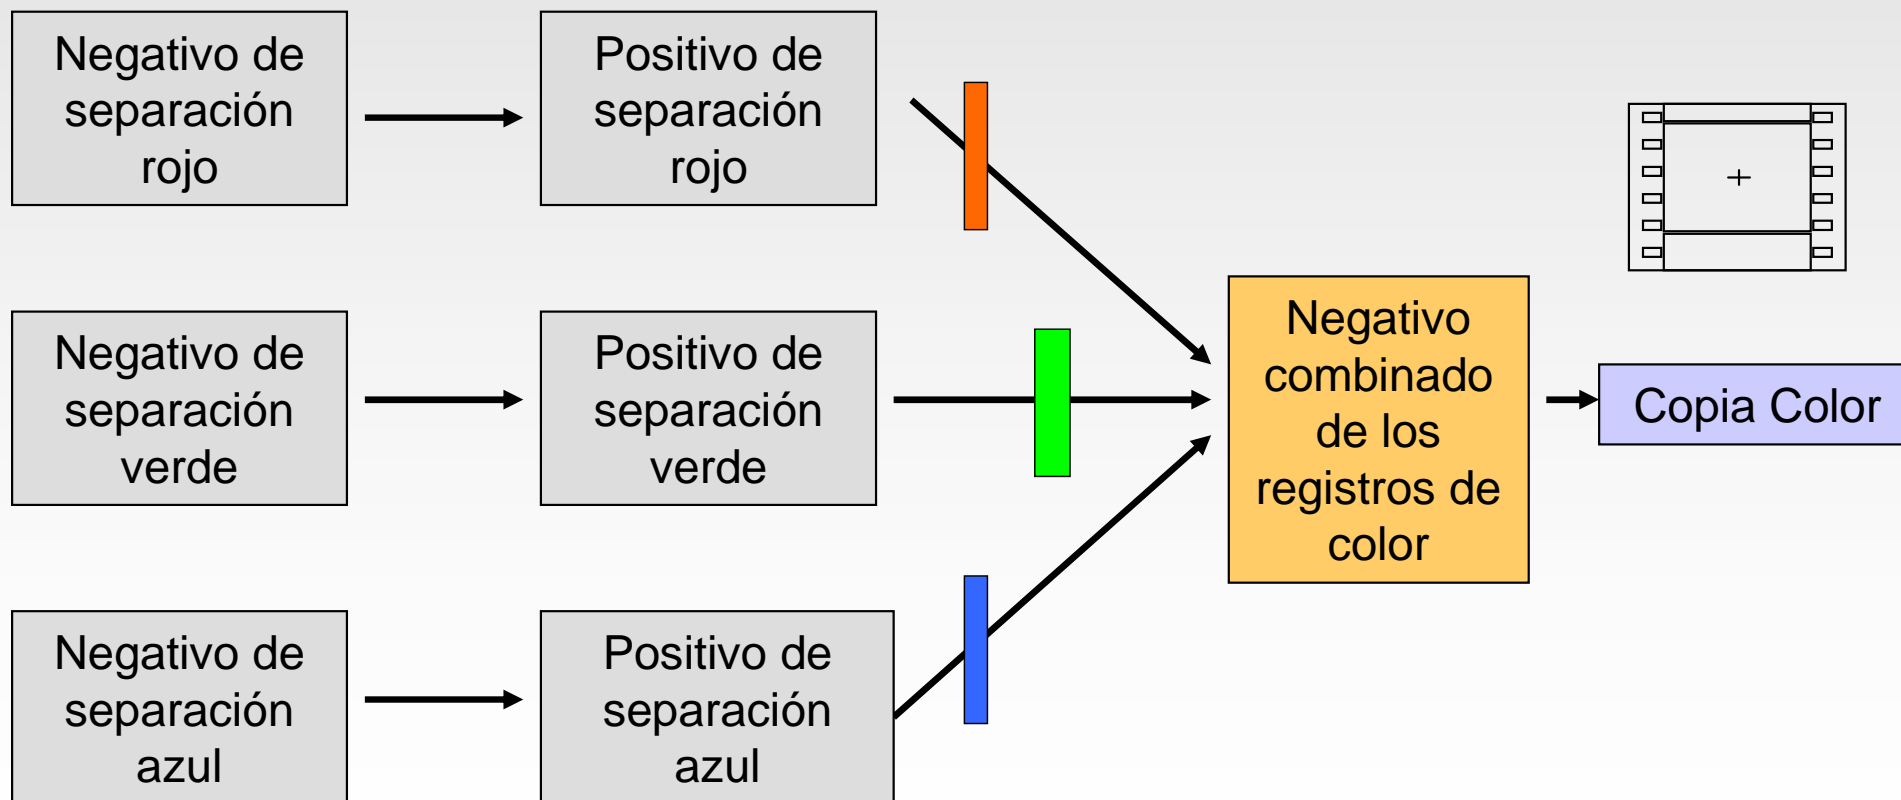 Negativo de
separación
rojo
Positivo de
separación
rojo
Negativo de
separación
verde
Positivo de
separación
verde
Negativo
combinado
de los
registros de
color
Copia Color
Negativo de
separación
azul
Positivo de
separación
azul